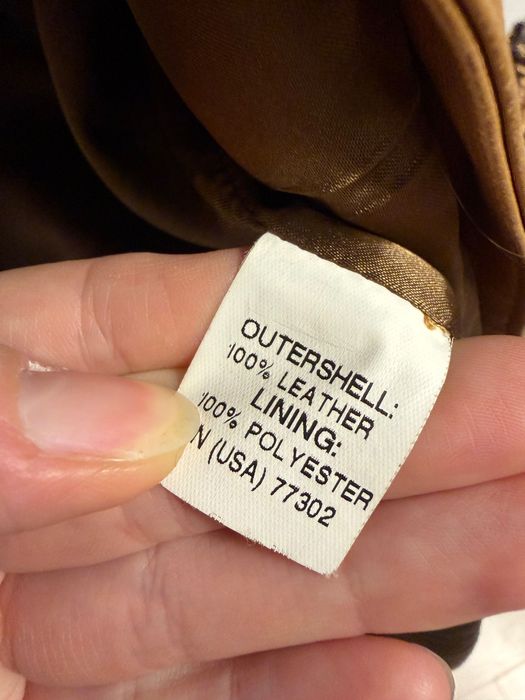 OUTERSHELL:
100% LEATHER
LINING:
100% POLYESTER
N (USA) 77302